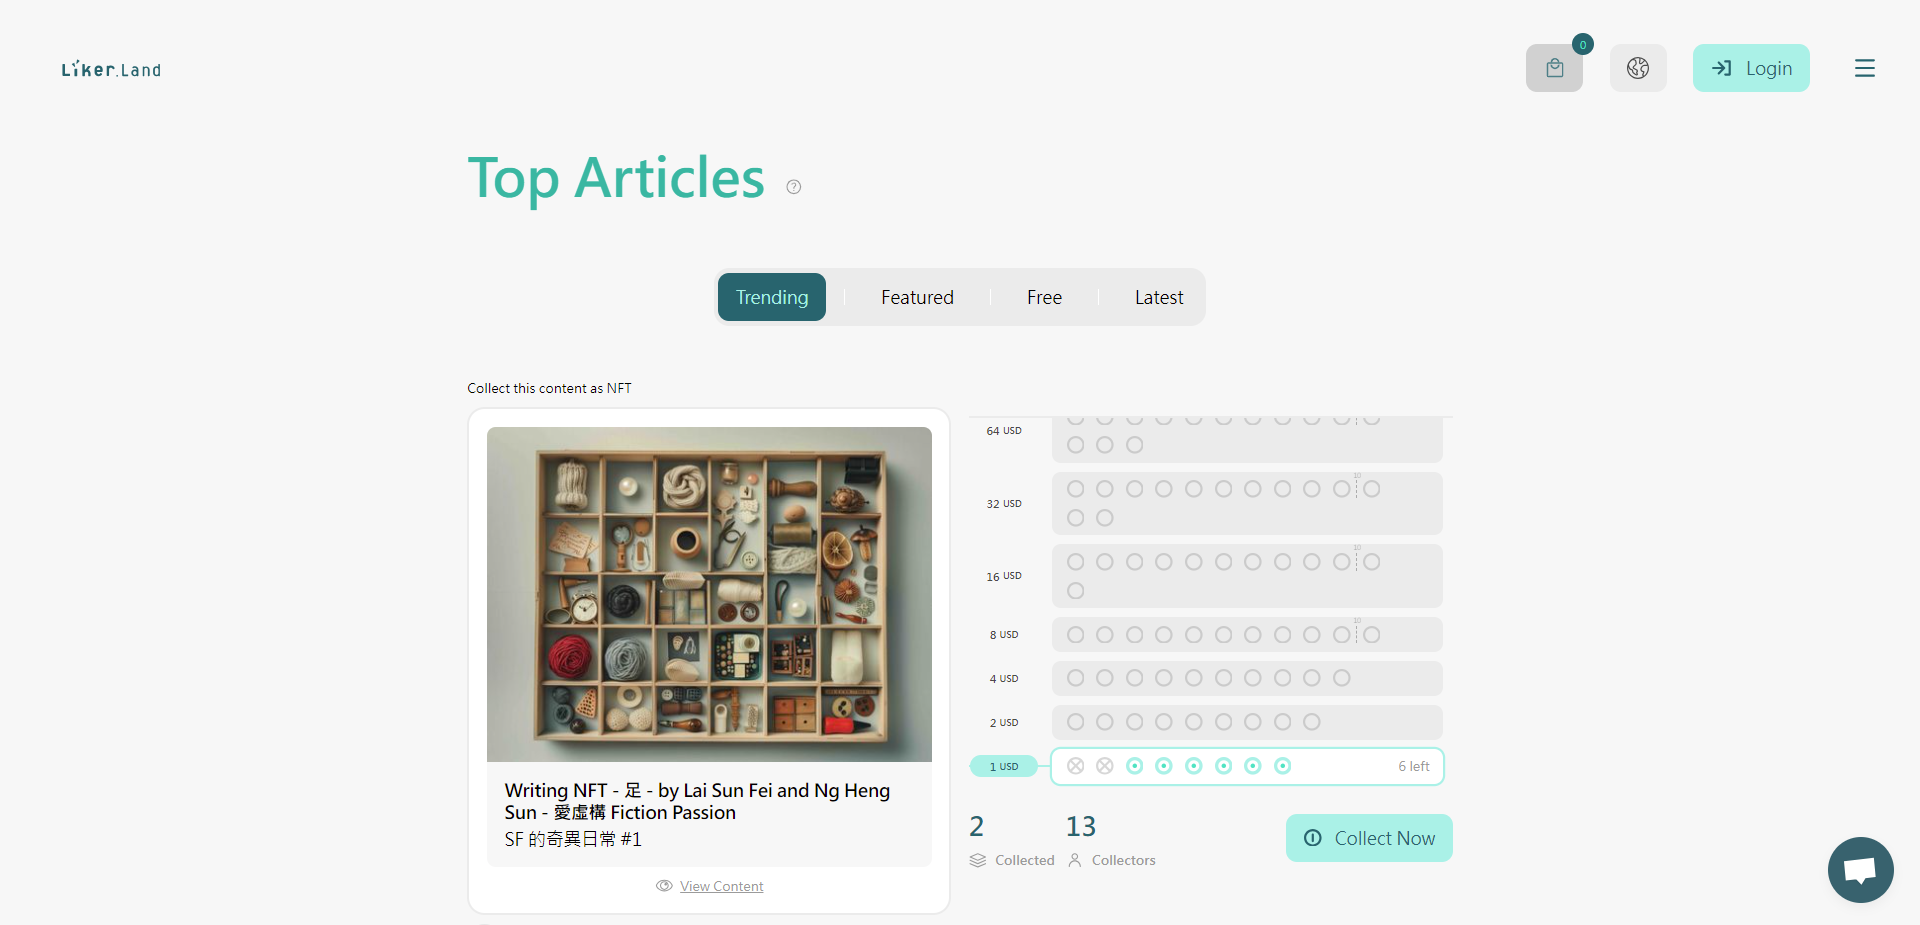 Liker.Land
0
Login
Top Articles
?
Trending
Featured
Free
Latest
Collect this content as NFT
64 USD
32 USD
10
16 USD
10
8 USD
10
4 USD
2 USD
1 USD
6 left
Writing NFT - 足 - by Lai Sun Fei and Ng Heng
Sun - 愛虛構 Fiction Passion
SF 的奇異日常 #1
View Content
2
Collected
13
Collectors
Collect Now